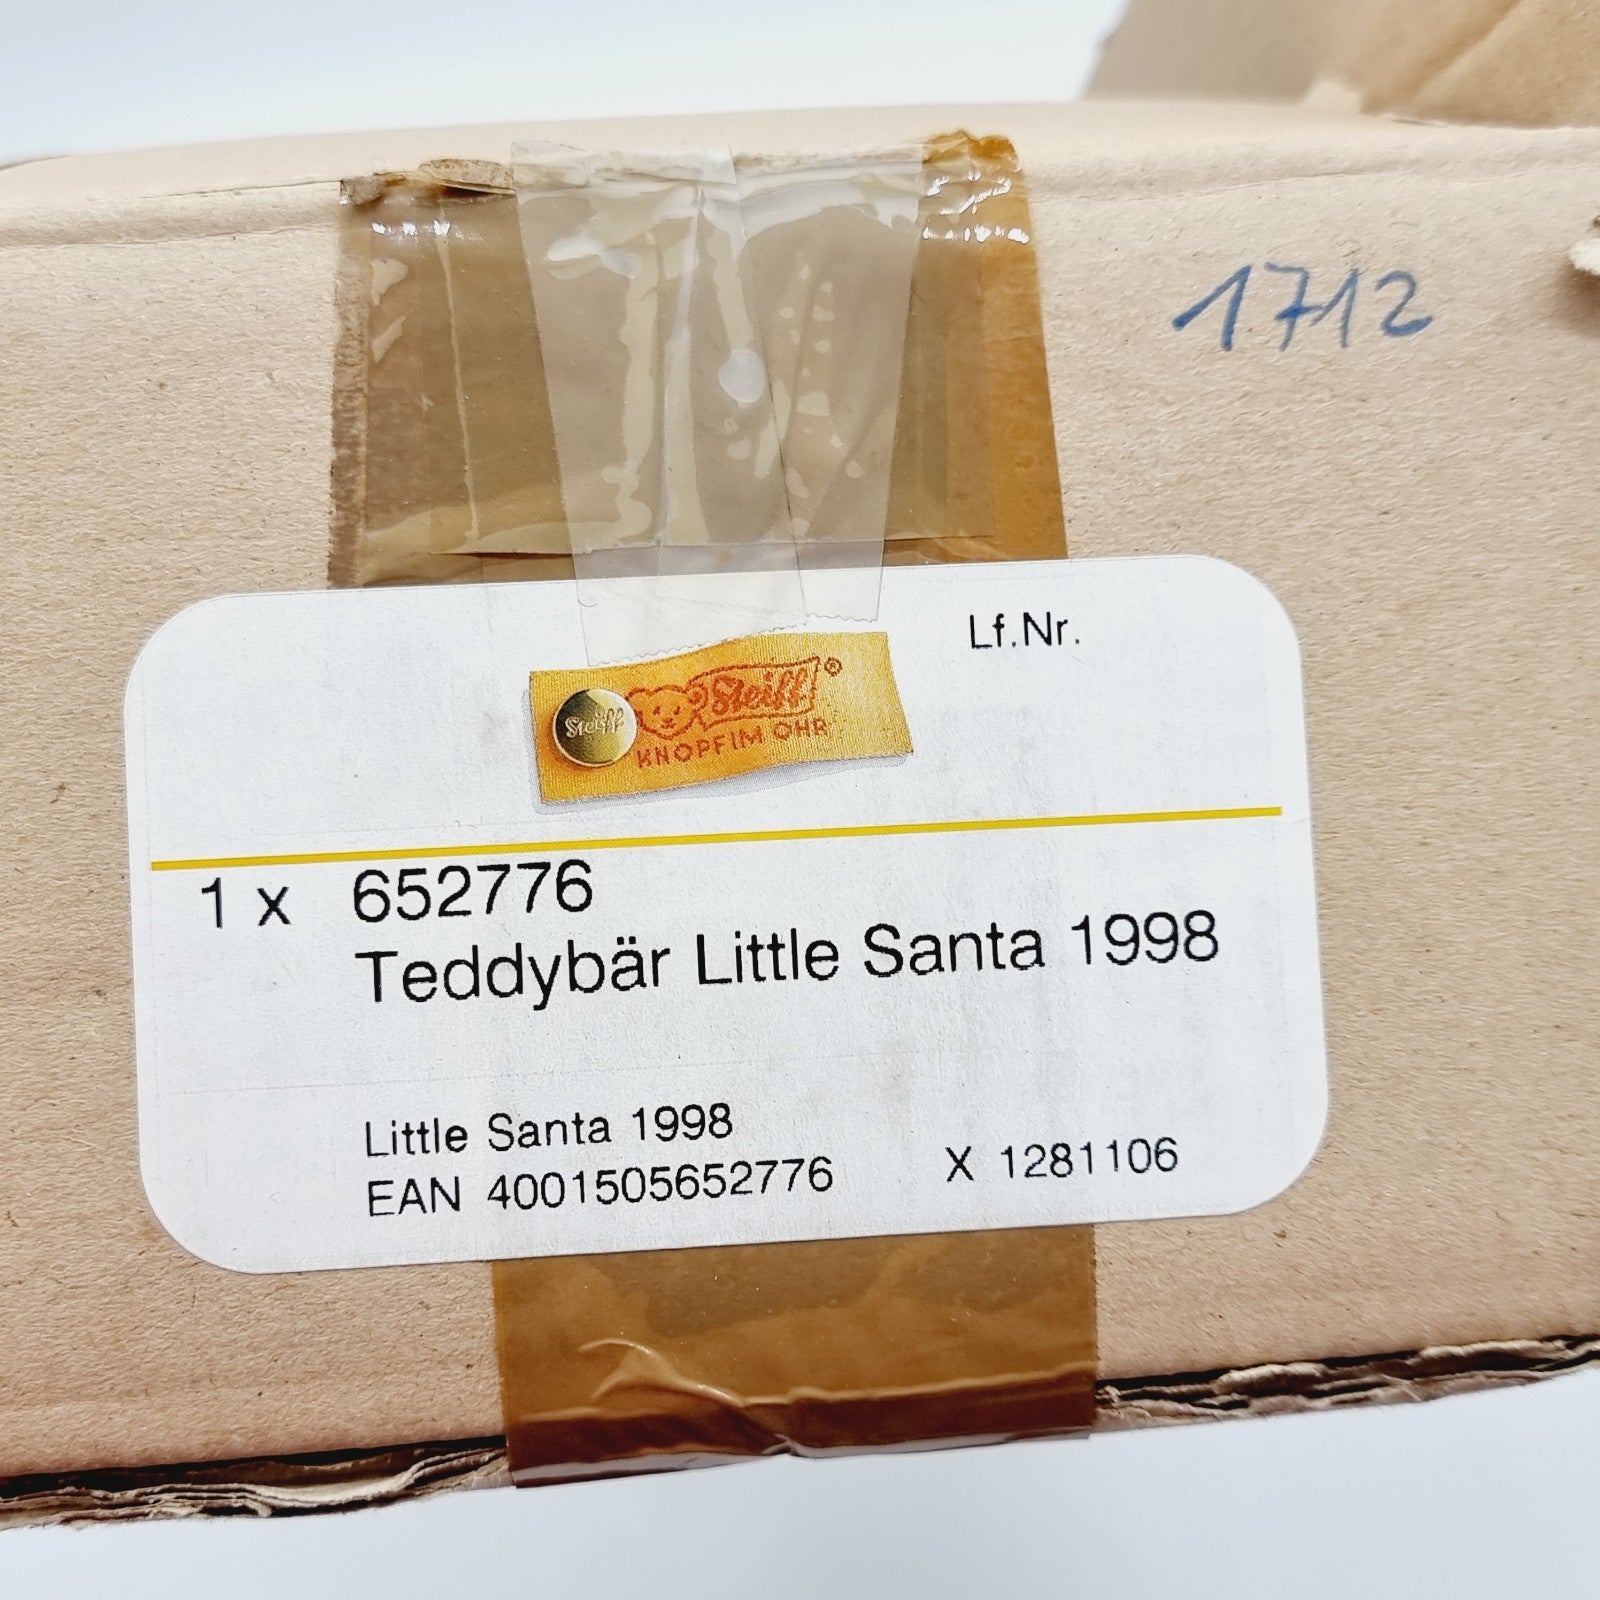 1712
Lf.Nr.
Steiff
Steiff®
KNOPF IM OHR
1 x 652776
Teddybär Little Santa 1998
Little Santa 1998
EAN 4001505652776 X 1281106